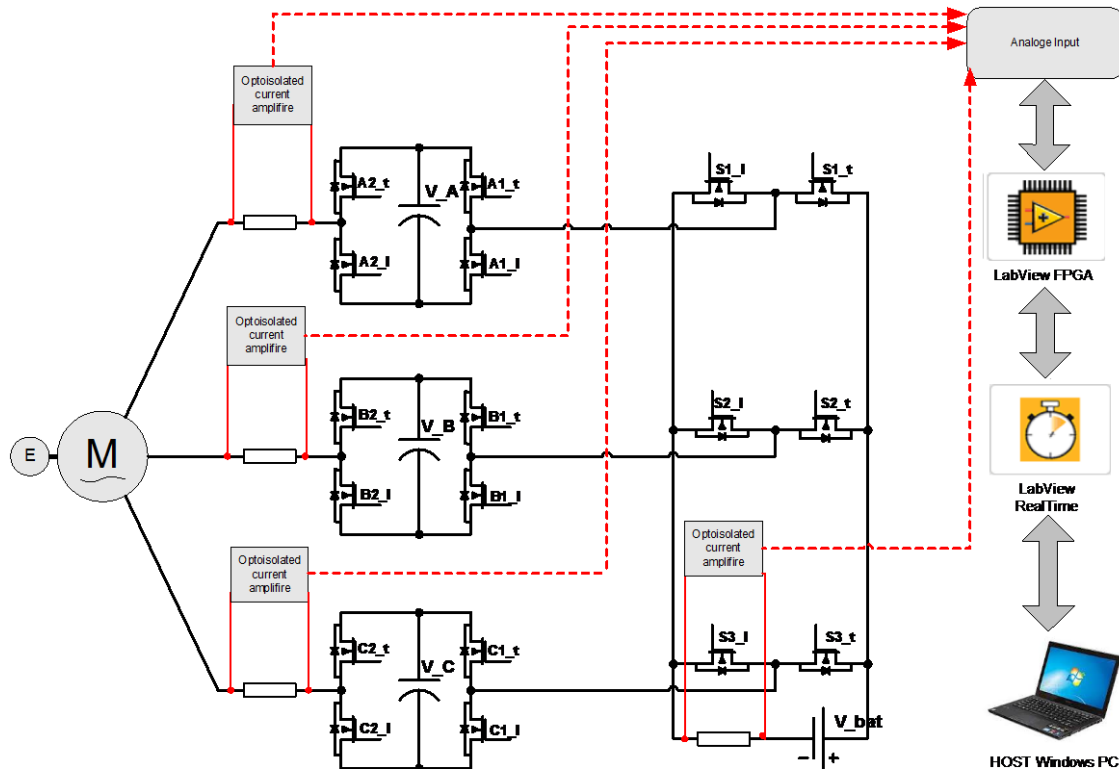 Analoge Input
Optoisolated
current
amplifire
S1_l
S1_t
A2_t
V_A
A1_t
A2_l
A1_l
LabView FPGA
Optoisolated
current
amplifire
B2_t
V_B
B1_t
S2_l
S2_t
E
M
B2_l
B1_l
LabView
RealTime
Optoisolated
current
amplifire
Optoisolated
current
amplifire
C2_t
V_C
C1_t
S3_l
S3_t
C2_l
C1_l
V_bat
− +
HOST Windows PC